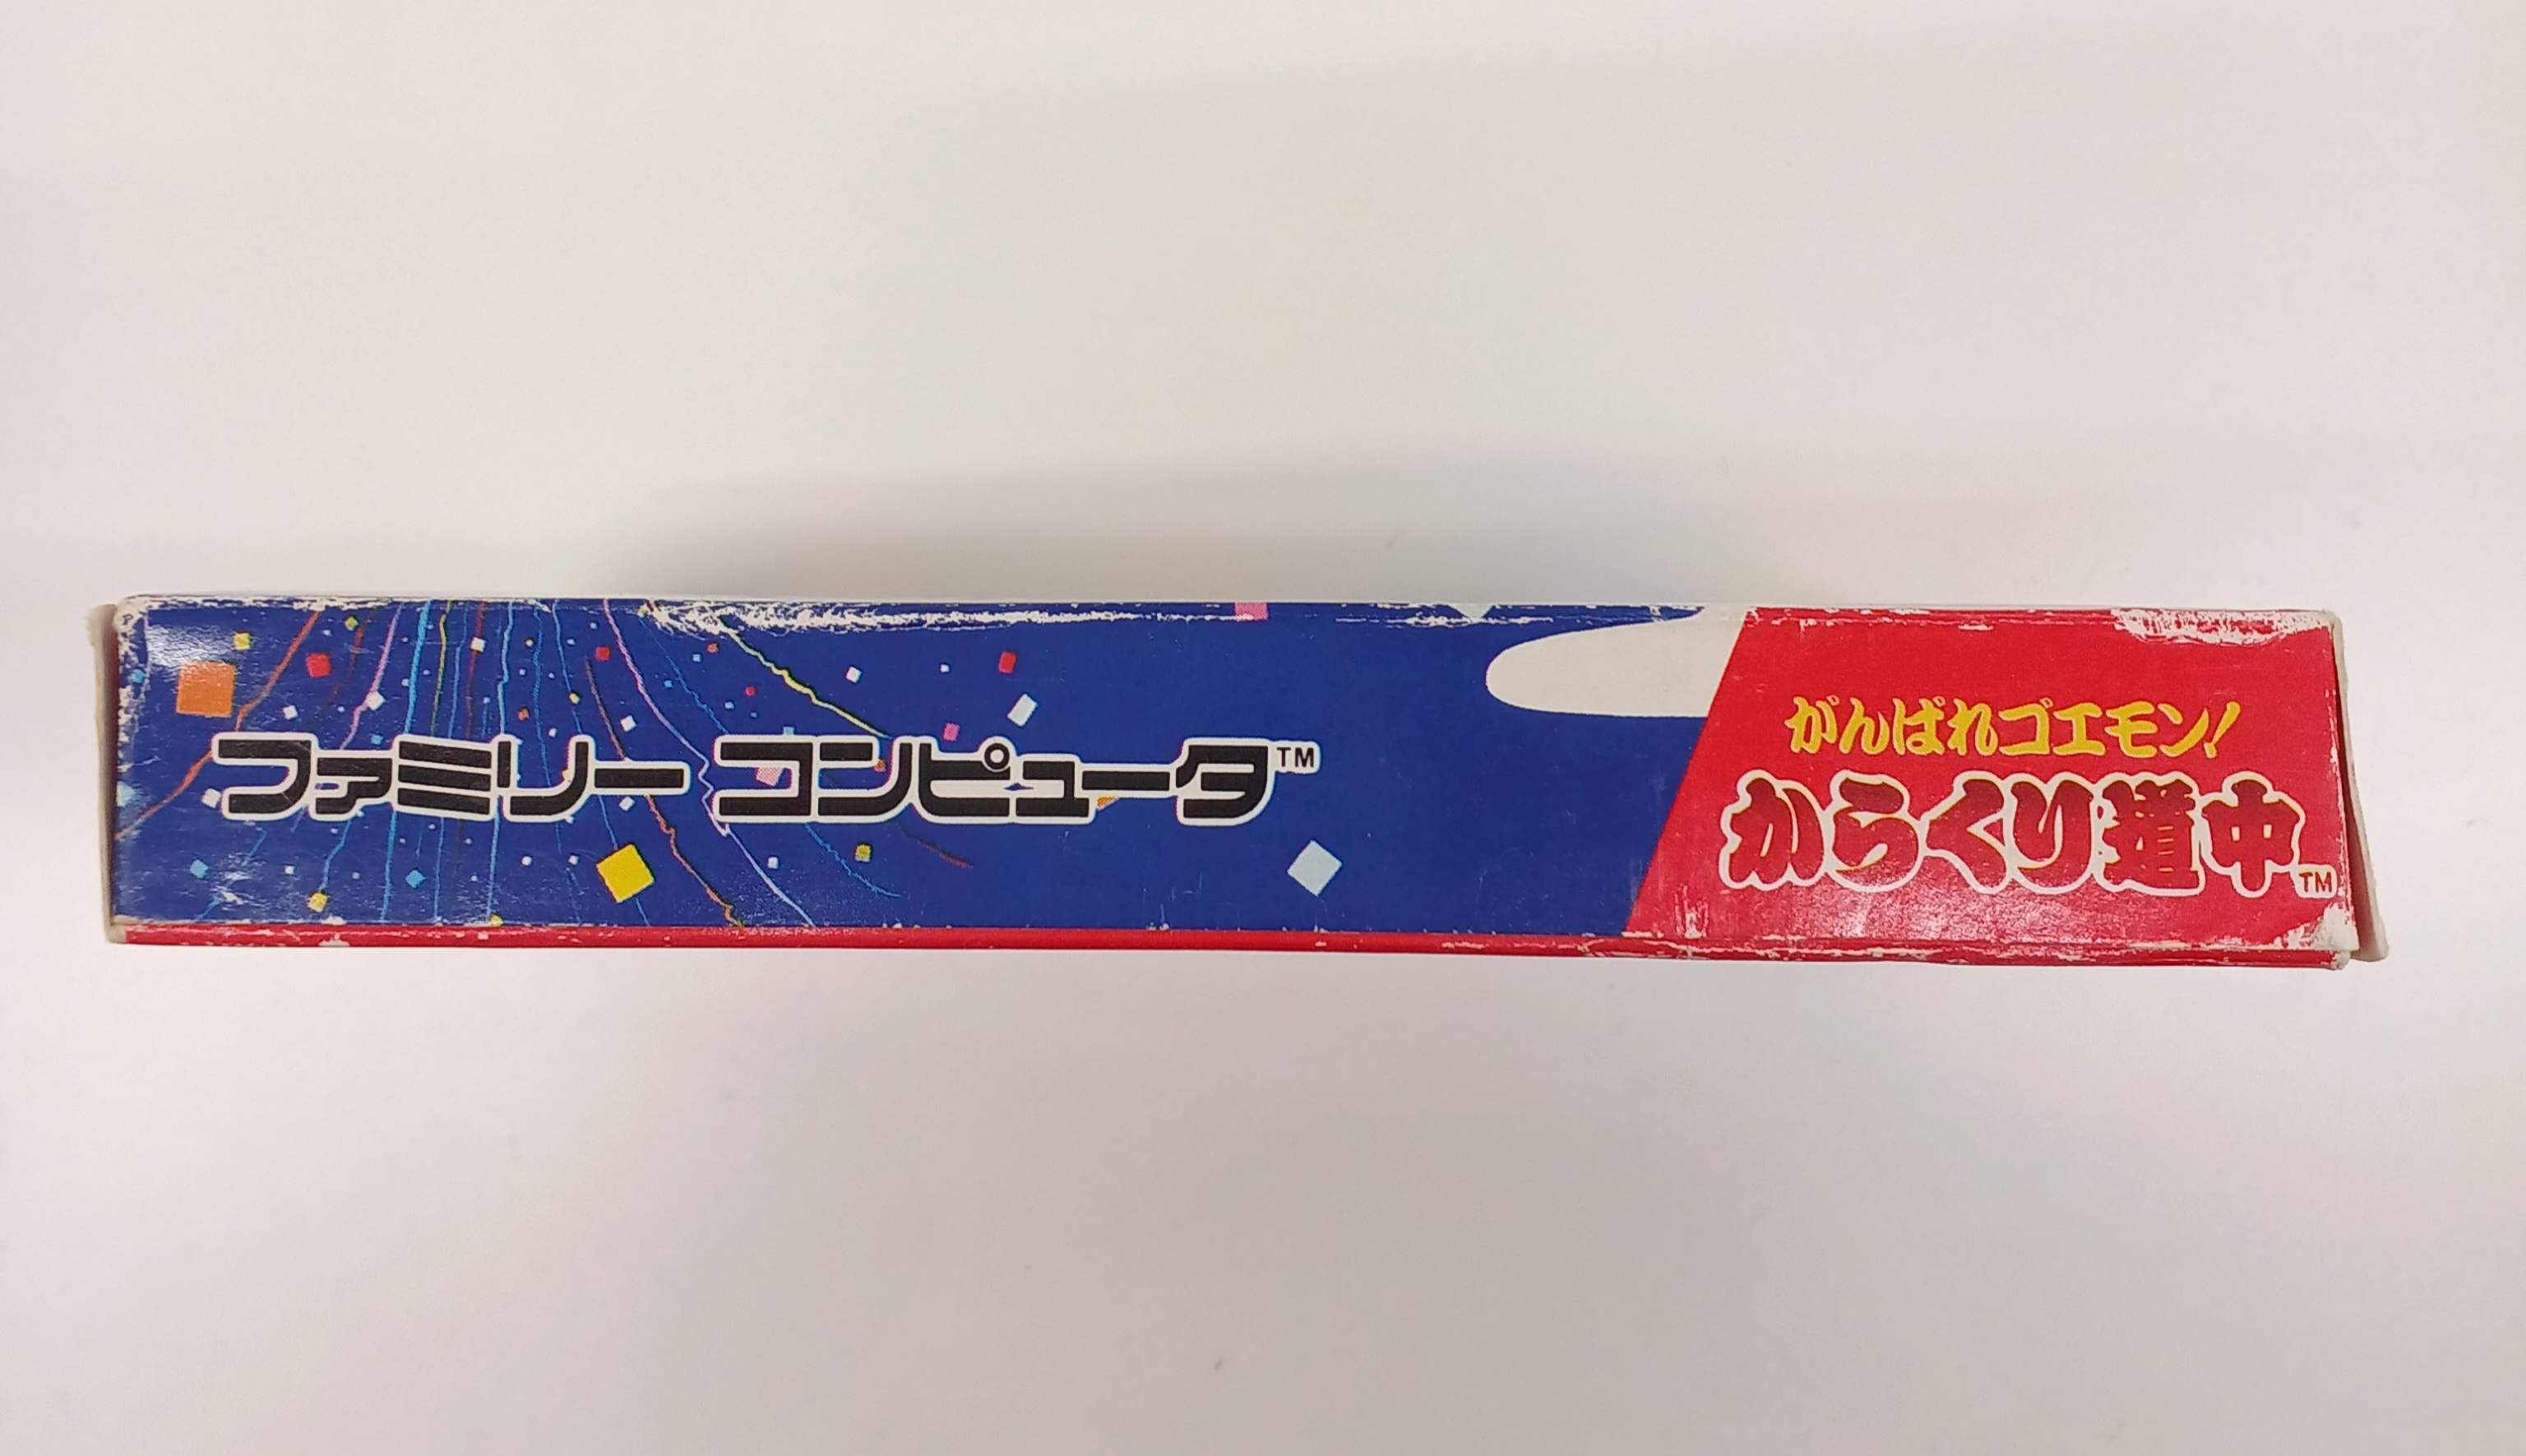 ファミリー コンピュータ™
がんばれゴエモン!
からくり道中™